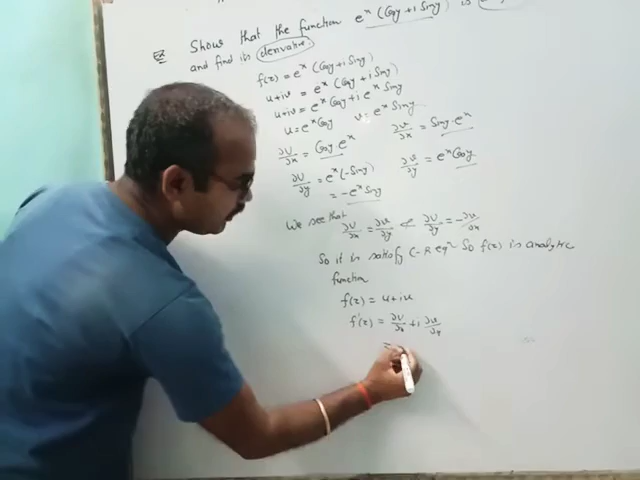 Ex Show that the function e^x (Cosy + i Siny) is
and find its derivative.
f(z) = e^x (Cosy + i Siny)
u+iv = e^x (Cosy + i Siny)
u+iv = e^x Cosy + i e^x Siny
u = e^x Cosy v = e^x Siny
∂u/∂x = Cosy · e^x ∂v/∂x = Siny · e^x
∂u/∂y = e^x (-Siny) ∂v/∂y = e^x Cosy
= -e^x Siny
We see that ∂u/∂x = ∂v/∂y & ∂u/∂y = -∂v/∂x
So it is satisfy C-R eqn So f(z) is analytic
function
f(z) = u+iv
f'(z) = ∂u/∂x + i ∂v/∂x
=